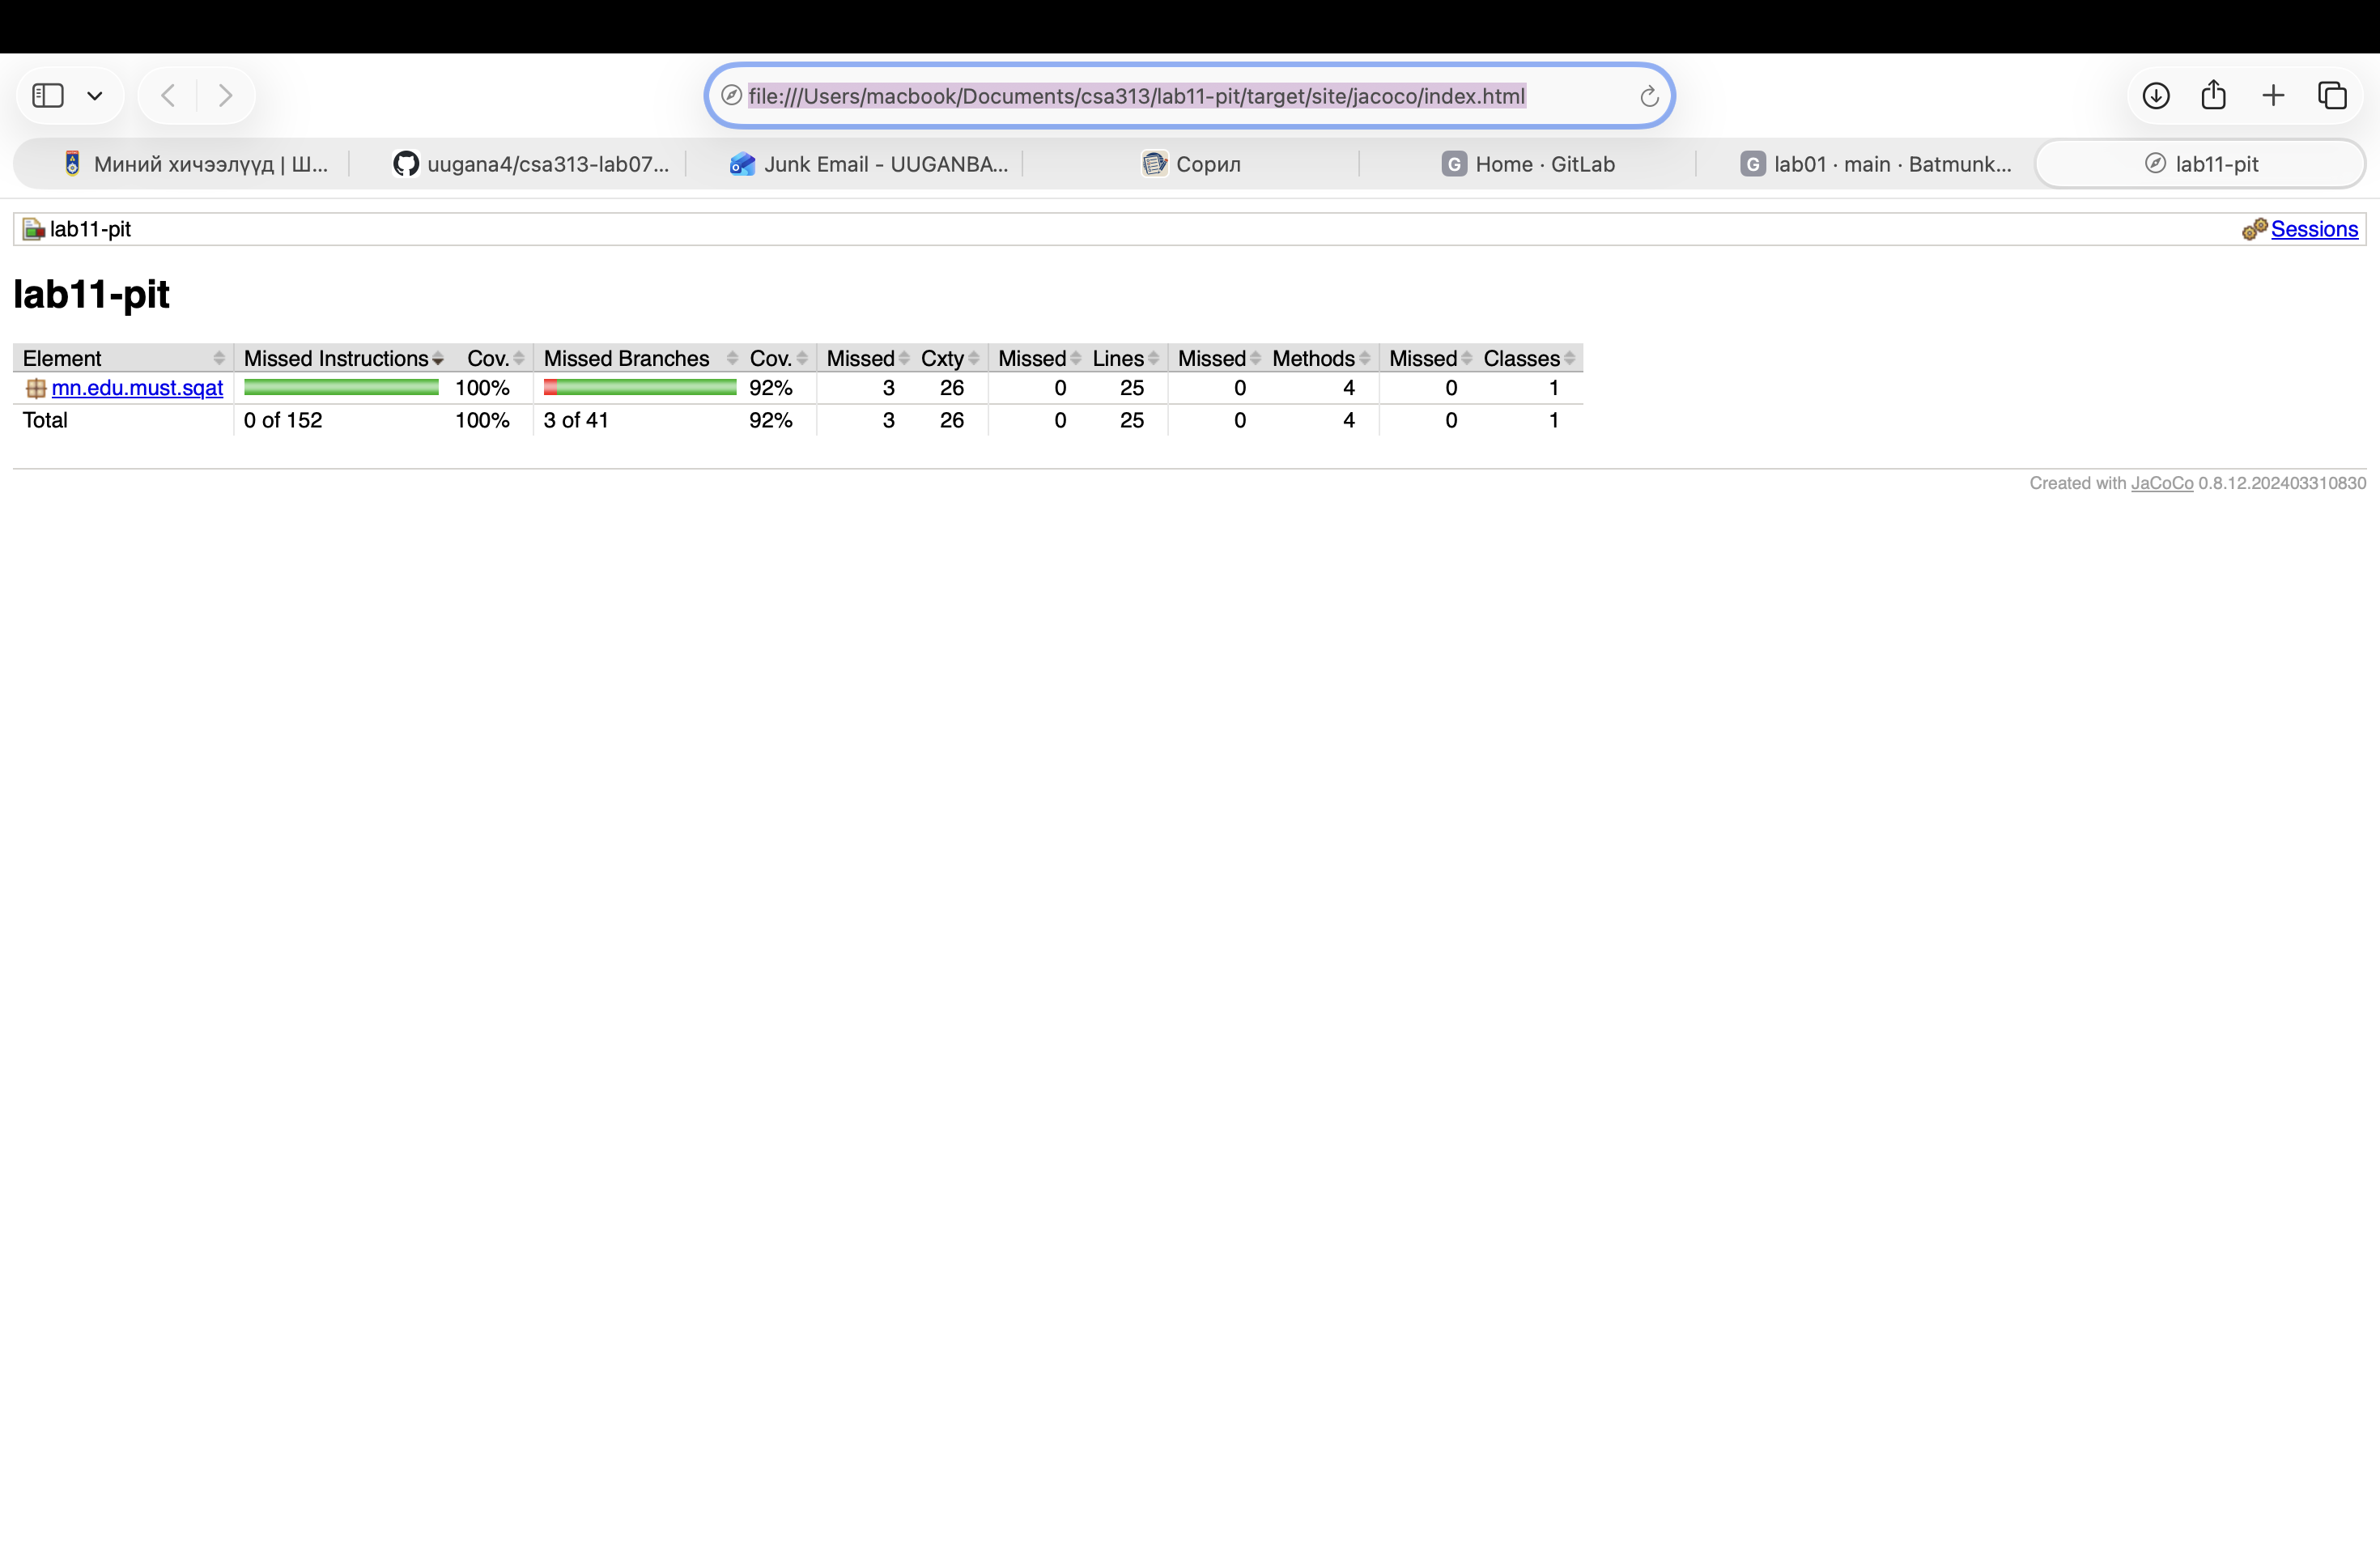 file:///Users/macbook/Documents/csa313/lab11-pit/target/site/jacoco/index.html
Миний хичээлүүд | Ш... uugana4/csa313-lab07... Junk Email - UUGANBA... Сорил Home · GitLab lab01 · main · Batmunk... lab11-pit
lab11-pit Sessions
lab11-pit
Element Missed Instructions Cov. Missed Branches Cov. Missed Cxty Missed Lines Missed Methods Missed Classes
mn.edu.must.sqat 100% 92% 3 26 0 25 0 4 0 1
Total 0 of 152 100% 3 of 41 92% 3 26 0 25 0 4 0 1
Created with JaCoCo 0.8.12.202403310830